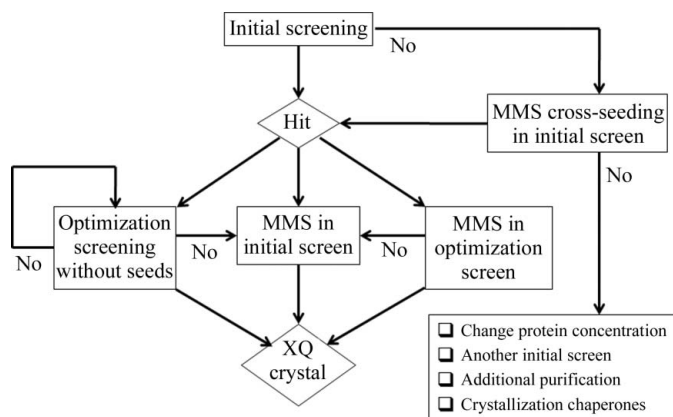 Initial screening
No
Hit
MMS cross-seeding
in initial screen
No
Optimization
screening
without seeds
No
No
MMS in
initial screen
No
MMS in
optimization
screen
XQ
crystal
❑ Change protein concentration
❑ Another initial screen
❑ Additional purification
❑ Crystallization chaperones